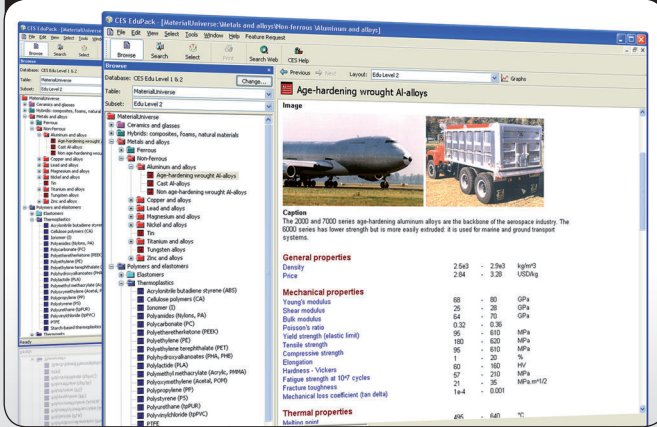 CES EduPack - [MaterialUniverse:\Metals and alloys\Non-ferrous \Aluminum and alloys]
File Edit View Select Tools Window Help Feature Request
Browse Search Select Print Search Web CES Help
Browse
Database: CES Edu Level 1 & 2 Change...
Table: MaterialUniverse
Subset: Edu Level 2
MaterialUniverse
Ceramics and glasses
Hybrids: composites, foams, natural materials
Metals and alloys
Ferrous
Non-ferrous
Aluminum and alloys
Age-hardening wrought Al-alloys
Cast Al-alloys
Non age-hardening wrought Al-alloys
Copper and alloys
Lead and alloys
Magnesium and alloys
Nickel and alloys
Tin
Titanium and alloys
Tungsten alloys
Zinc and alloys
Polymers and elastomers
Elastomers
Thermoplastics
Acrylonitrile butadiene styrene (ABS)
Cellulose polymers (CA)
Ionomer (I)
Polyamides (Nylons, PA)
Polycarbonate (PC)
Polyetheretherketone (PEEK)
Polyethylene (PE)
Polyethylene terephthalate (PET)
Polyhydroxyalkanoates (PHA, PHB)
Polylactide (PLA)
Polymethyl methacrylate (Acrylic, PMMA)
Polyoxymethylene (Acetal, POM)
Polypropylene (PP)
Polystyrene (PS)
Polyurethane (tpPUR)
Polyvinylchloride (tpPVC)
PTFE
Previous Next Layout: Edu Level 2 Graphs
Age-hardening wrought Al-alloys
Image
Caption
The 2000 and 7000 series age-hardening aluminum alloys are the backbone of the aerospace industry. The
6000 series has lower strength but is more easily extruded: it is used for marine and ground transport
systems.
General properties
Density 2.5e3 - 2.9e3 kg/m^3
Price 2.84 - 3.28 USD/kg
Mechanical properties
Young's modulus 68 - 80 GPa
Shear modulus 25 - 28 GPa
Bulk modulus 64 - 70 GPa
Poisson's ratio 0.32 - 0.36
Yield strength (elastic limit) 95 - 610 MPa
Tensile strength 180 - 620 MPa
Compressive strength 95 - 610 MPa
Elongation 1 - 20 %
Hardness - Vickers 60 - 160 HV
Fatigue strength at 10^7 cycles 57 - 210 MPa
Fracture toughness 21 - 35 MPa.m^1/2
Mechanical loss coefficient (tan delta) 1e-4 - 0.001
Thermal properties
Melting point 495 - 640 °C